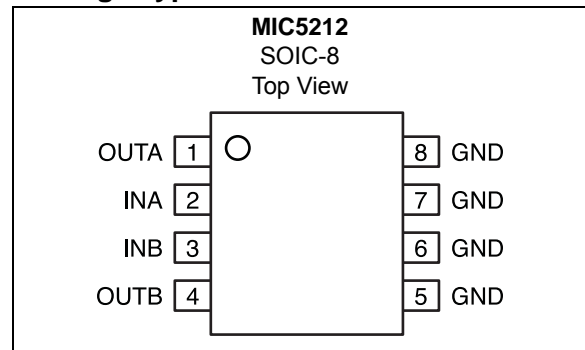 MIC5212
SOIC-8
Top View
OUTA 1 8 GND
INA 2 7 GND
INB 3 6 GND
OUTB 4 5 GND